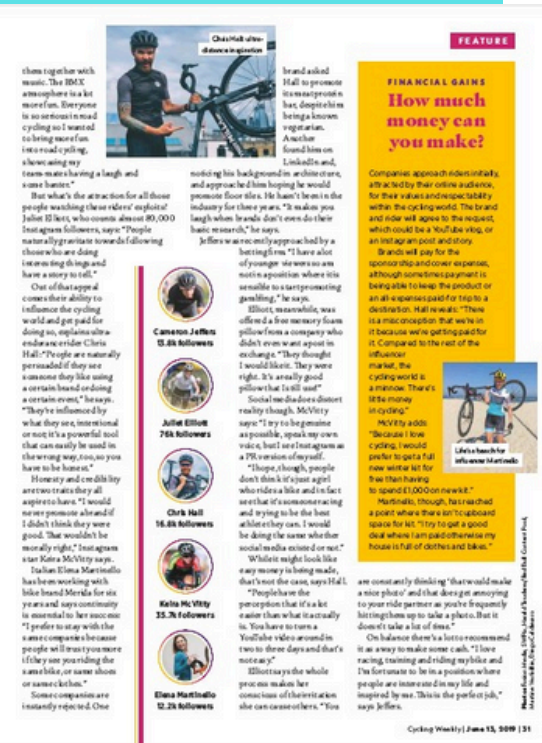 Chris Hall: ultra-
distance inspiration
FEATURE
them together with
music. The BMX
atmosphere is a lot
more fun. Everyone
is so serious in road
cycling so I wanted
to bring more fun
into road cycling,
showcasing my
team-mates having a laugh and
some banter."
But what's the attraction for all those
people watching these riders' exploits?
Juliet Elliott, who counts almost 80,000
Instagram followers, says: "People
naturally gravitate towards following
those who are doing
interesting things and
have a story to tell."
Out of that appeal
comes their ability to
influence the cycling
world and get paid for
doing so, explains ultra-
endurance rider Chris
Hall: "People are naturally
persuaded if they see
someone they like using
a certain brand or doing
a certain event," he says.
"They're influenced by
what they see, intentional
or not; it's a powerful tool
that can easily be used in
the wrong way, too, so you
have to be honest."
Honesty and credibility
are two traits they all
aspire to have. "I would
never promote a brand if
I didn't think they were
good. That wouldn't be
morally right," Instagram
star Keira McVitty says.
Italian Elena Martinello
has been working with
bike brand Merida for six
years and says continuity
is essential to her success:
"I prefer to stay with the
same companies because
people will trust you more
if they see you riding the
same bike, or same shoes
or same clothes."
Some companies are
instantly rejected. One
Cameron Jeffers
13.8k followers
Juliet Elliott
76k followers
Chris Hall
16.8k followers
Keira McVitty
35.7k followers
Elena Martinello
12.2k followers
brand asked
Hall to promote
its meat protein
bar, despite him
being a known
vegetarian.
Another
found him on
LinkedIn and,
noticing his background in architecture,
and approached him hoping he would
promote floor tiles. He hasn't been in the
industry for three years. "It makes you
laugh when brands don't even do their
basic research," he says.
Jeffers was recently approached by a
betting firm. "I have a lot
of younger viewers so am
not in a position where it is
sensible to start promoting
gambling," he says.
Elliott, meanwhile, was
offered a free memory foam
pillow from a company who
didn't even want a post in
exchange. "They thought
I would like it. They were
right. It's a really good
pillow that I still use!"
Social media does distort
reality though. McVitty
says: "I try to be genuine
as possible, speak my own
voice, but I see Instagram as
a PR version of myself.
"I hope, though, people
don't think it's just a girl
who rides a bike and in fact
see that it's someone racing
and trying to be the best
athlete they can. I would
be doing the same whether
social media existed or not."
While it might look like
easy money is being made,
that's not the case, says Hall.
"People have the
perception that it's a lot
easier than what it actually
is. You have to turn a
YouTube video around in
two to three days and that's
not easy."
Elliott says the whole
process makes her
conscious of the irritation
she can cause others. "You
FINANCIAL GAINS
How much
money can
you make?
Companies approach riders initially,
attracted by their online audience,
for their values and respectability
within the cycling world. The brand
and rider will agree to the request,
which could be a YouTube vlog, or
an Instagram post and story.
Brands will pay for the
sponsorship and cover expenses,
although sometimes payment is
being able to keep the product or
an all-expenses paid-for trip to a
destination. Hall reveals: "There
is a misconception that we're in
it because we're getting paid for
it. Compared to the rest of the
influencer
market, the
cycling world is
a minnow. There's
little money
in cycling."
McVitty adds
"Because I love
cycling, I would
prefer to get a full
new winter kit for
free than having
to spend £1,000 on new kit."
Martinello, though, has reached
a point where there isn't cupboard
space for kit. "I try to get a good
deal where I am paid otherwise my
house is full of clothes and bikes."
Life's a beach for
influencer Martinello
are constantly thinking 'that would make
a nice photo' and that does get annoying
to your ride partner as you're frequently
hitting them up to take a photo. But it
doesn't take a lot of time."
On balance there's a lot to recommend
it as a way to make some cash. "I love
racing, training and riding my bike and
I'm fortunate to be in a position where
people are interested in my life and
inspired by me. This is the perfect job,"
says Jeffers.
Cycling Weekly | June 13, 2019 | 31